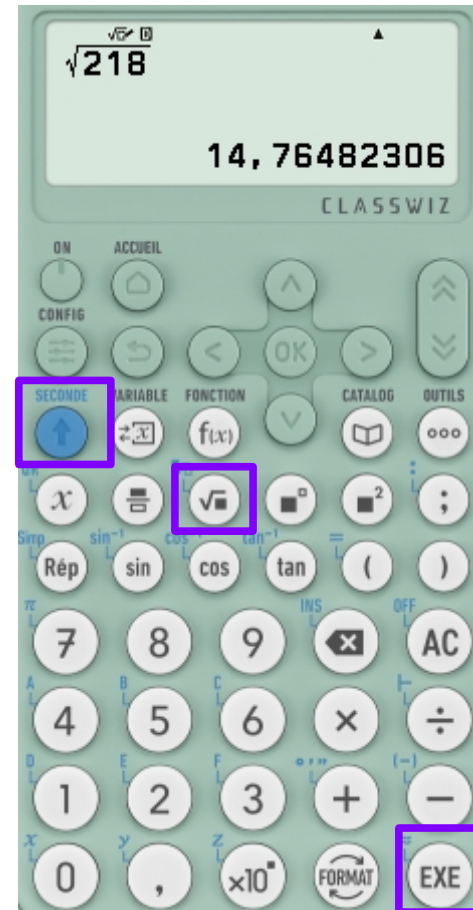 √218
14,76482306
CLASSWIZ
ON ACCUEIL
CONFIG
OK
SECONDE VARIABLE FONCTION CATALOG OUTILS
x f(x)
x √■ ■² ;
Simp sin⁻¹ cos⁻¹ tan⁻¹ =
Rép sin cos tan ( )
π INS OFF
7 8 9 AC
A B C
4 5 6 × ÷
D E F ° ' " (−)
1 2 3 + −
x y z ≈
0 , ×10■ FORMAT EXE